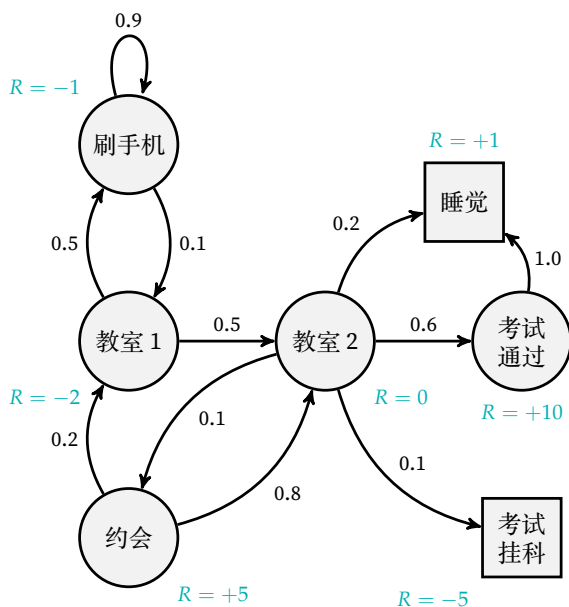 0.9
R = −1
刷手机
R = +1
睡觉
0.5
0.1
0.2
1.0
教室 1
0.5
教室 2
0.6
考试
通过
R = −2
R = 0
R = +10
0.2
0.1
0.8
0.1
约会
考试
挂科
R = +5
R = −5